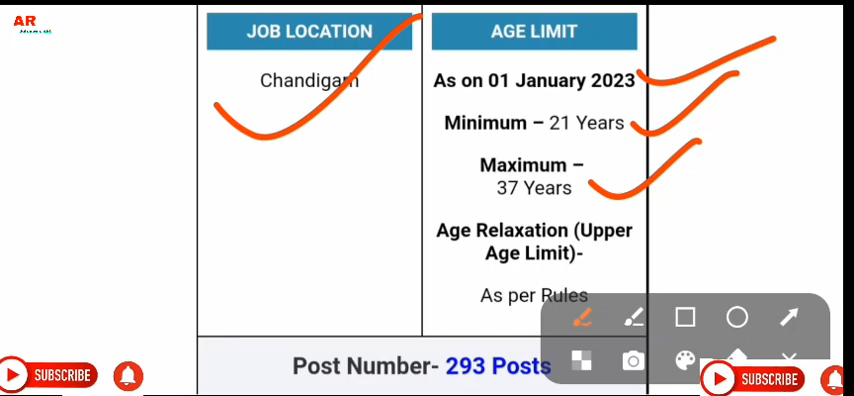 AR
JOB LOCATION
Chandigarh
AGE LIMIT
As on 01 January 2023
Minimum – 21 Years
Maximum –
37 Years
Age Relaxation (Upper
Age Limit)-
As per Rules
Post Number- 293 Posts
SUBSCRIBE
SUBSCRIBE